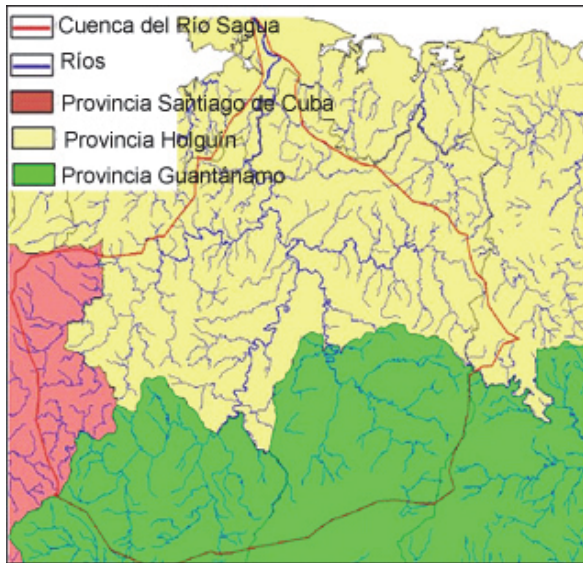 Cuenca del Río Sagua
Ríos
Provincia Santiago de Cuba
Provincia Holguín
Provincia Guantánamo